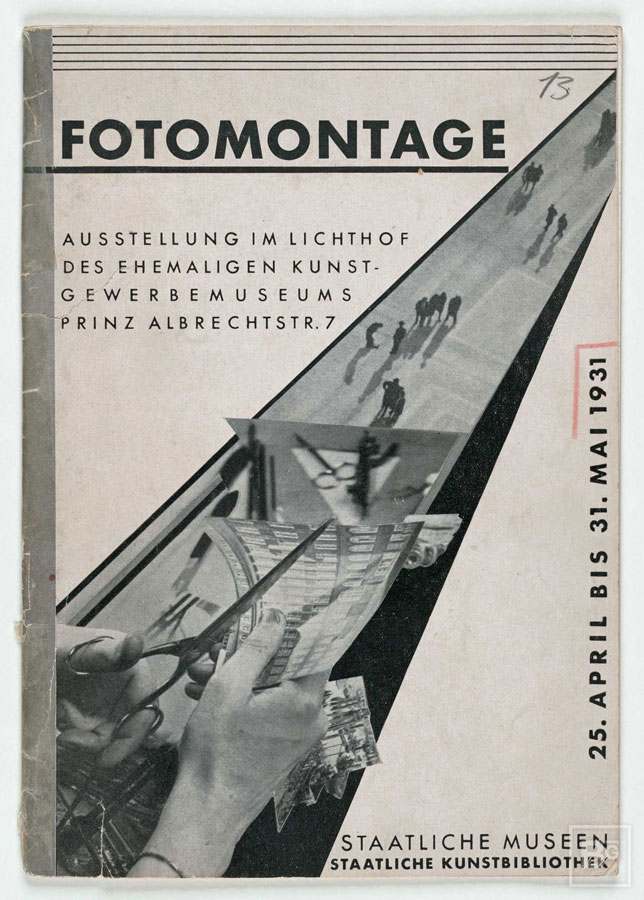 13
FOTOMONTAGE
AUSSTELLUNG IM LICHTHOF
DES EHEMALIGEN KUNST-
GEWERBEMUSEUMS
PRINZ ALBRECHTSTR. 7
25. APRIL BIS 31. MAI 1931
STAATLICHE MUSEEN
STAATLICHE KUNSTBIBLIOTHEK